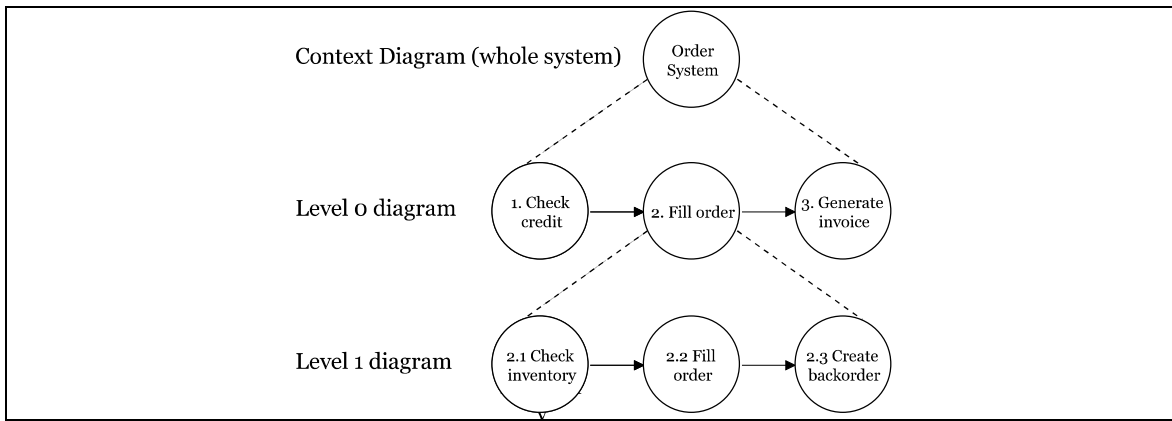 Context Diagram (whole system)
Order
System
Level 0 diagram
1. Check
credit
2. Fill order
3. Generate
invoice
Level 1 diagram
2.1 Check
inventory
2.2 Fill
order
2.3 Create
backorder